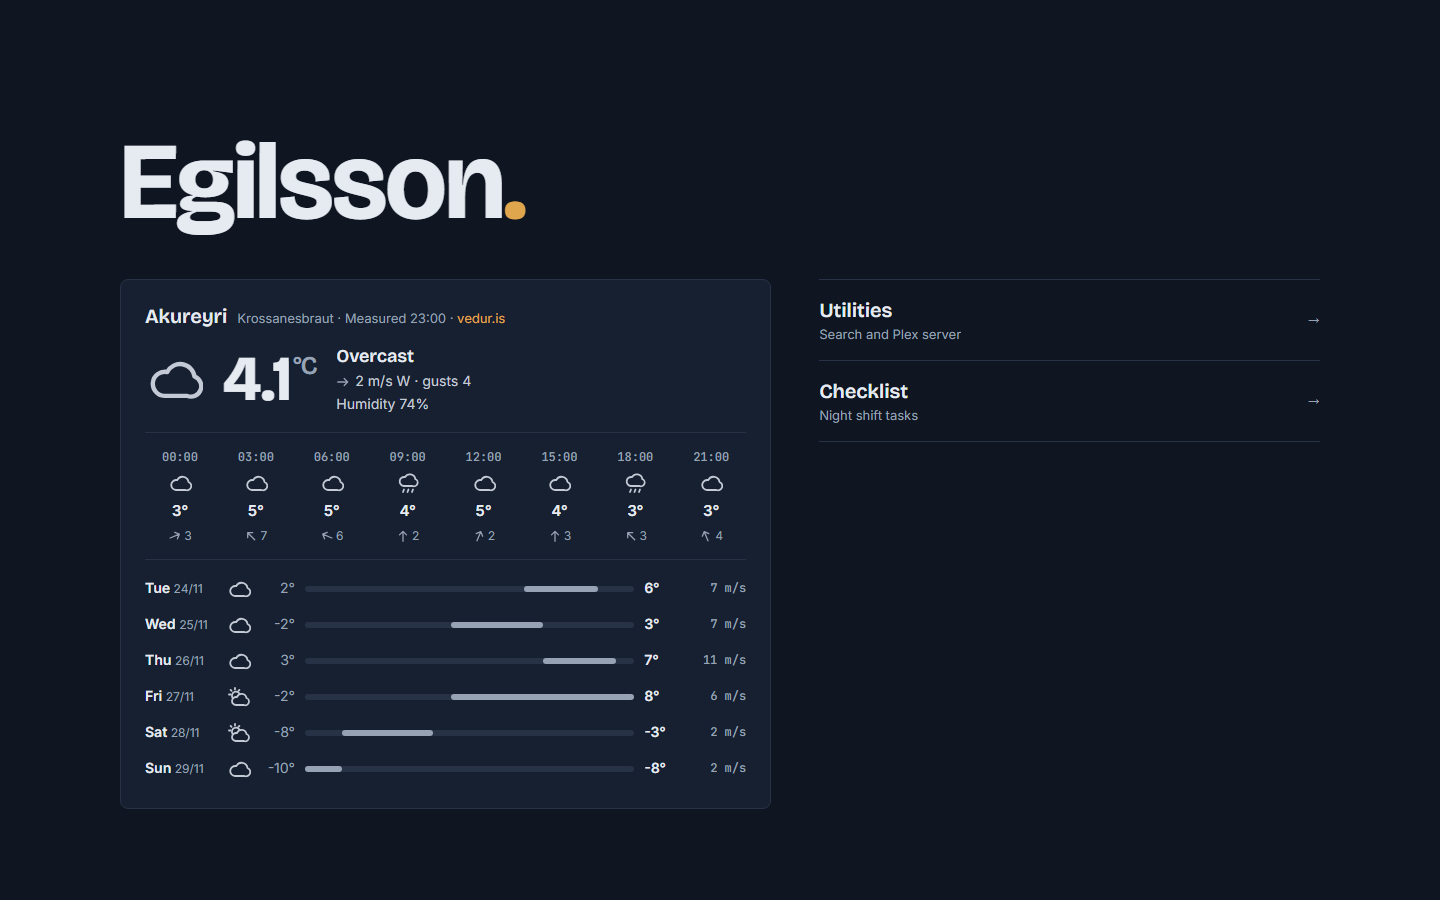 Egilsson.
Akureyri Krossanesbraut · Measured 23:00 · vedur.is
4.1°C
Overcast
→ 2 m/s W · gusts 4
Humidity 74%
00:00 03:00 06:00 09:00 12:00 15:00 18:00 21:00
3° 5° 5° 4° 5° 4° 3° 3°
3 7 6 2 2 3 3 4
Tue 24/11 2° 6° 7 m/s
Wed 25/11 -2° 3° 7 m/s
Thu 26/11 3° 7° 11 m/s
Fri 27/11 -2° 8° 6 m/s
Sat 28/11 -8° -3° 2 m/s
Sun 29/11 -10° -8° 2 m/s
Utilities
Search and Plex server
→
Checklist
Night shift tasks
→